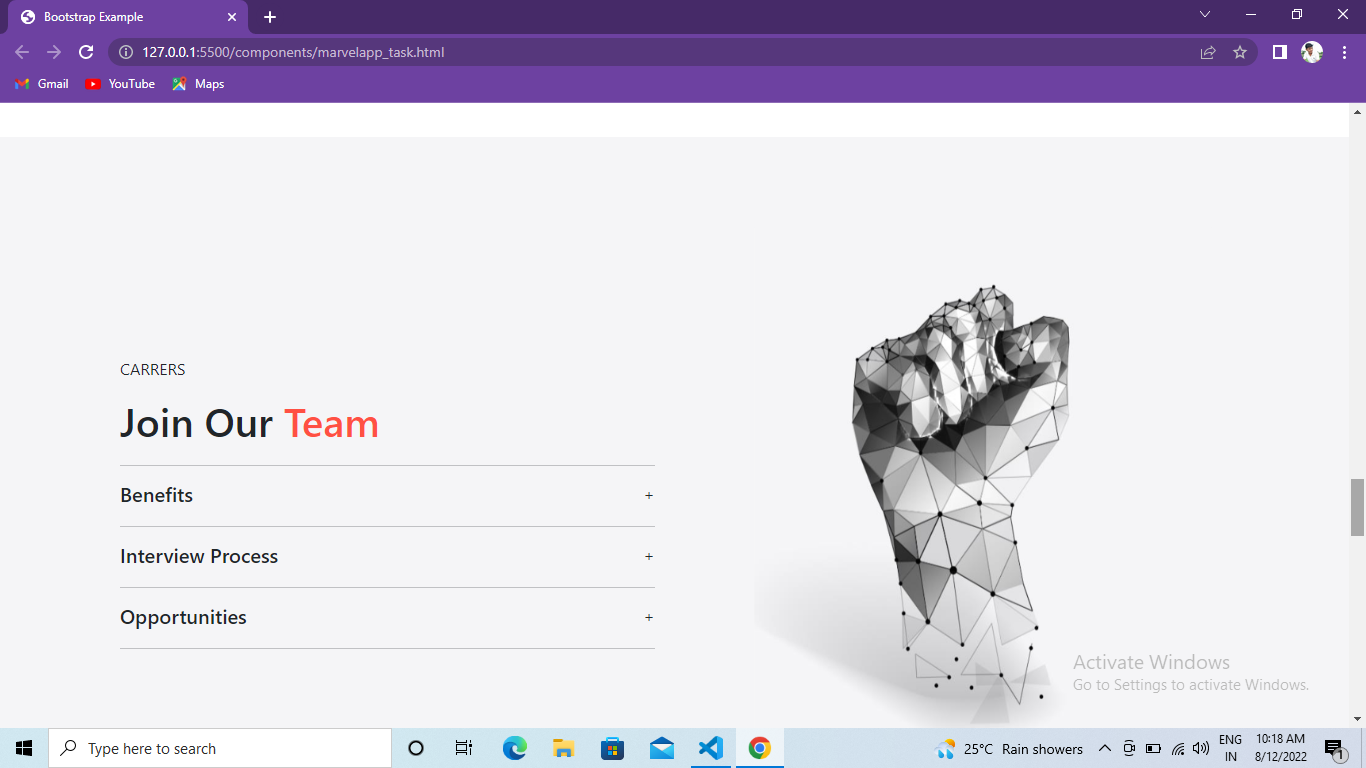 Bootstrap Example
127.0.0.1:5500/components/marvelapp_task.html
Gmail YouTube Maps
CARRERS
Join Our Team
Benefits +
Interview Process +
Opportunities +
Activate Windows
Go to Settings to activate Windows.
Type here to search
25°C Rain showers
ENG
IN
10:18 AM
8/12/2022
1